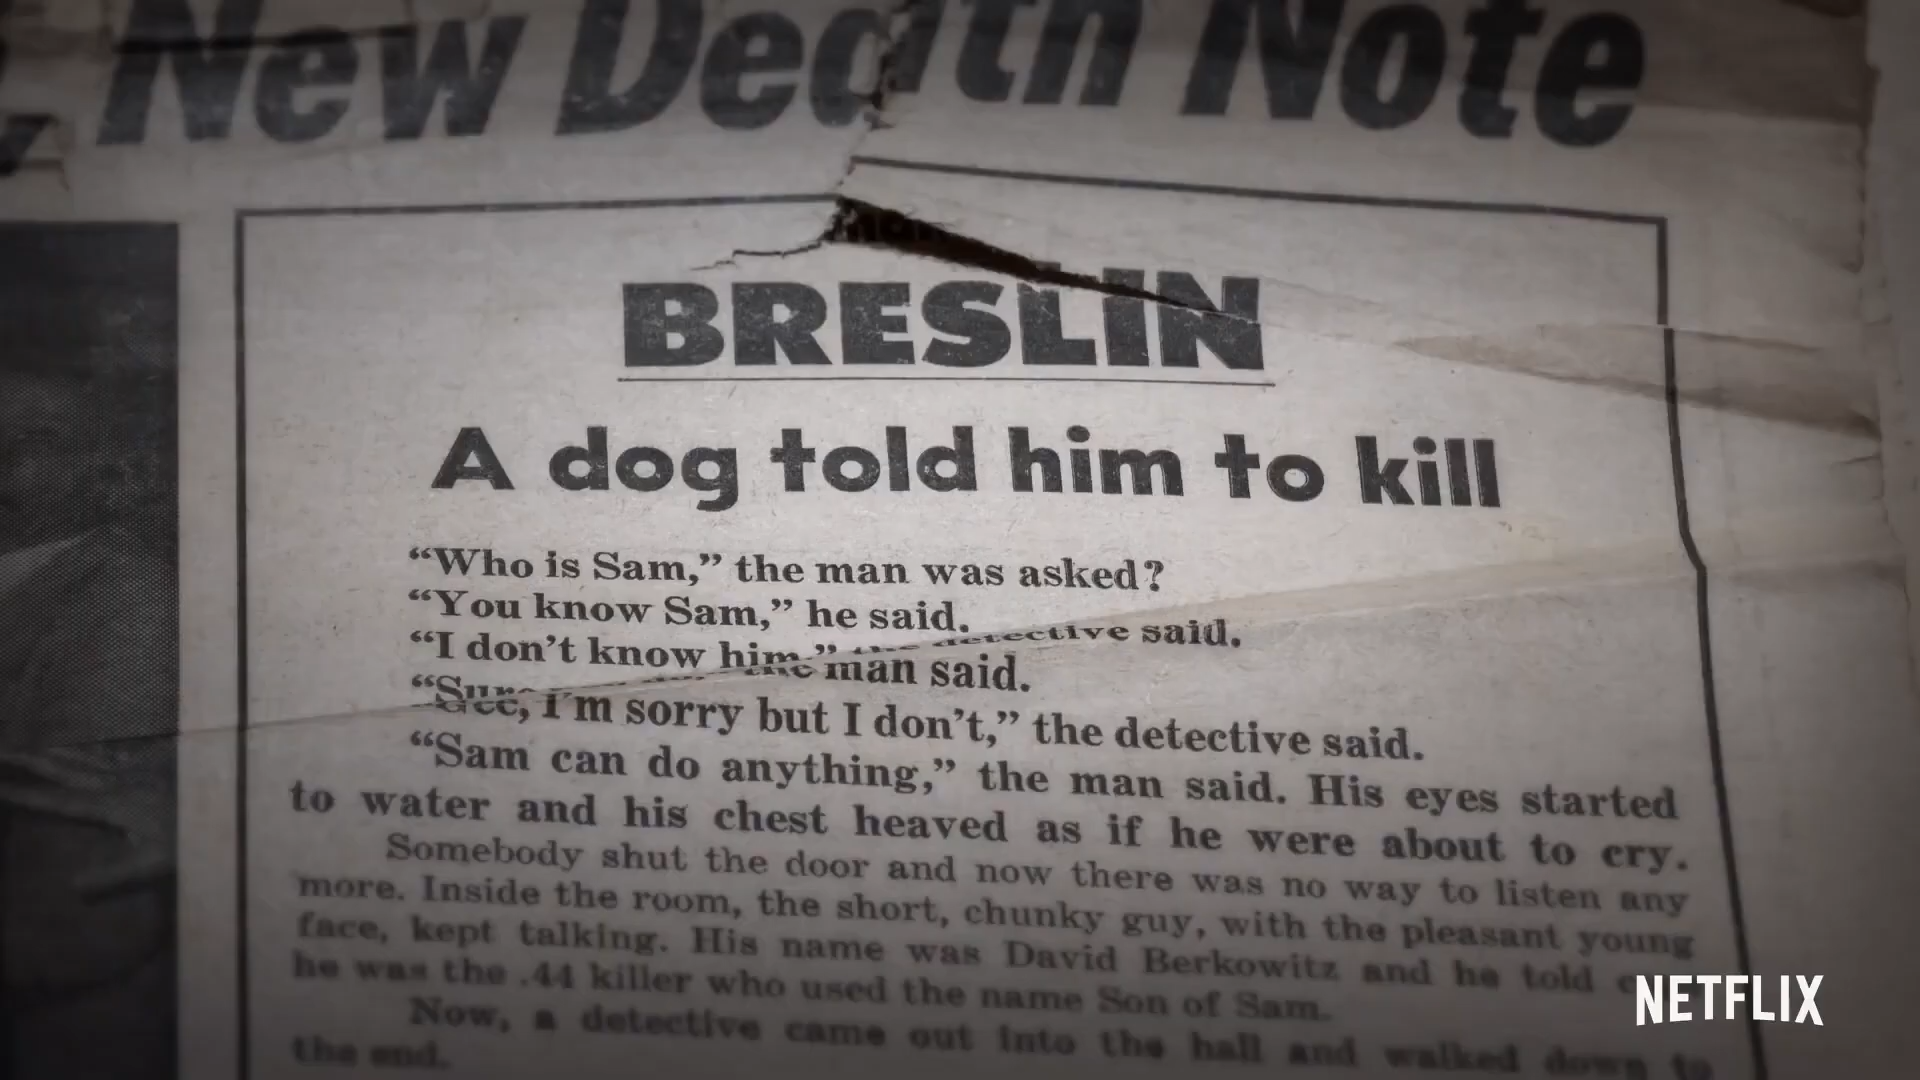 New Death Note
BRESLIN
A dog told him to kill
“Who is Sam,” the man was asked?
“You know Sam,” he said.
“I don’t know him,” the detective said.
“Sure the man said.
“Gee, I’m sorry but I don’t,” the detective said.
“Sam can do anything,” the man said. His eyes started
to water and his chest heaved as if he were about to cry.
Somebody shut the door and now there was no way to listen any
more. Inside the room, the short, chunky guy, with the pleasant young
face, kept talking. His name was David Berkowitz and he told
he was the .44 killer who used the name Son of Sam.
Now, a detective came out into the hall and walked down to
the end.
NETFLIX